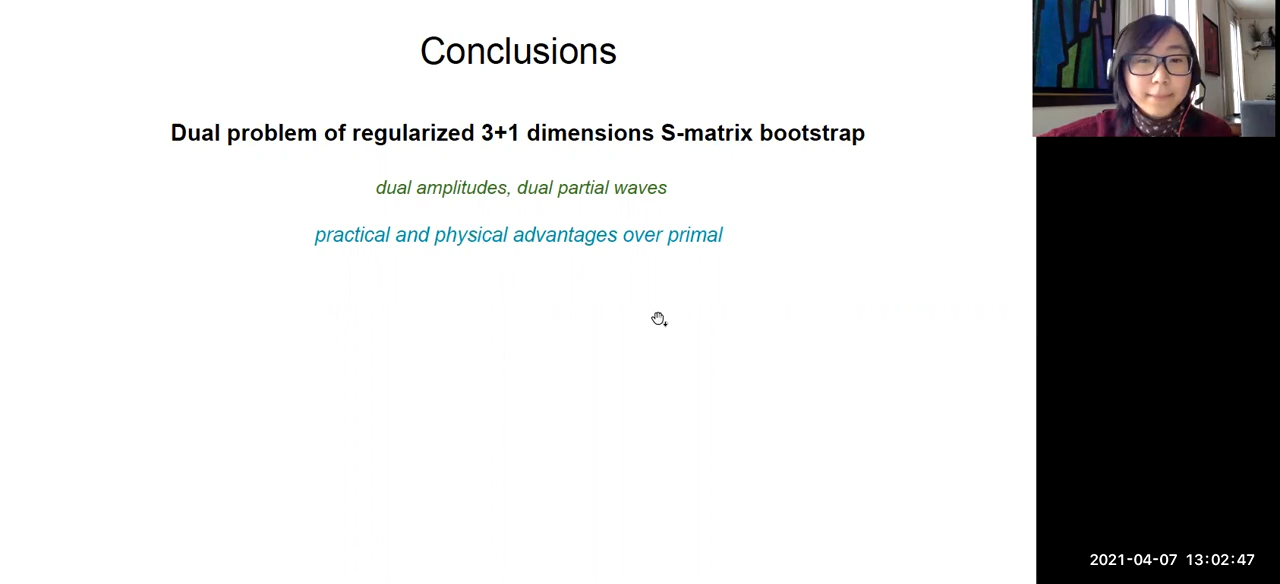 Conclusions
Dual problem of regularized 3+1 dimensions S-matrix bootstrap
dual amplitudes, dual partial waves
practical and physical advantages over primal
2021-04-07 13:02:47